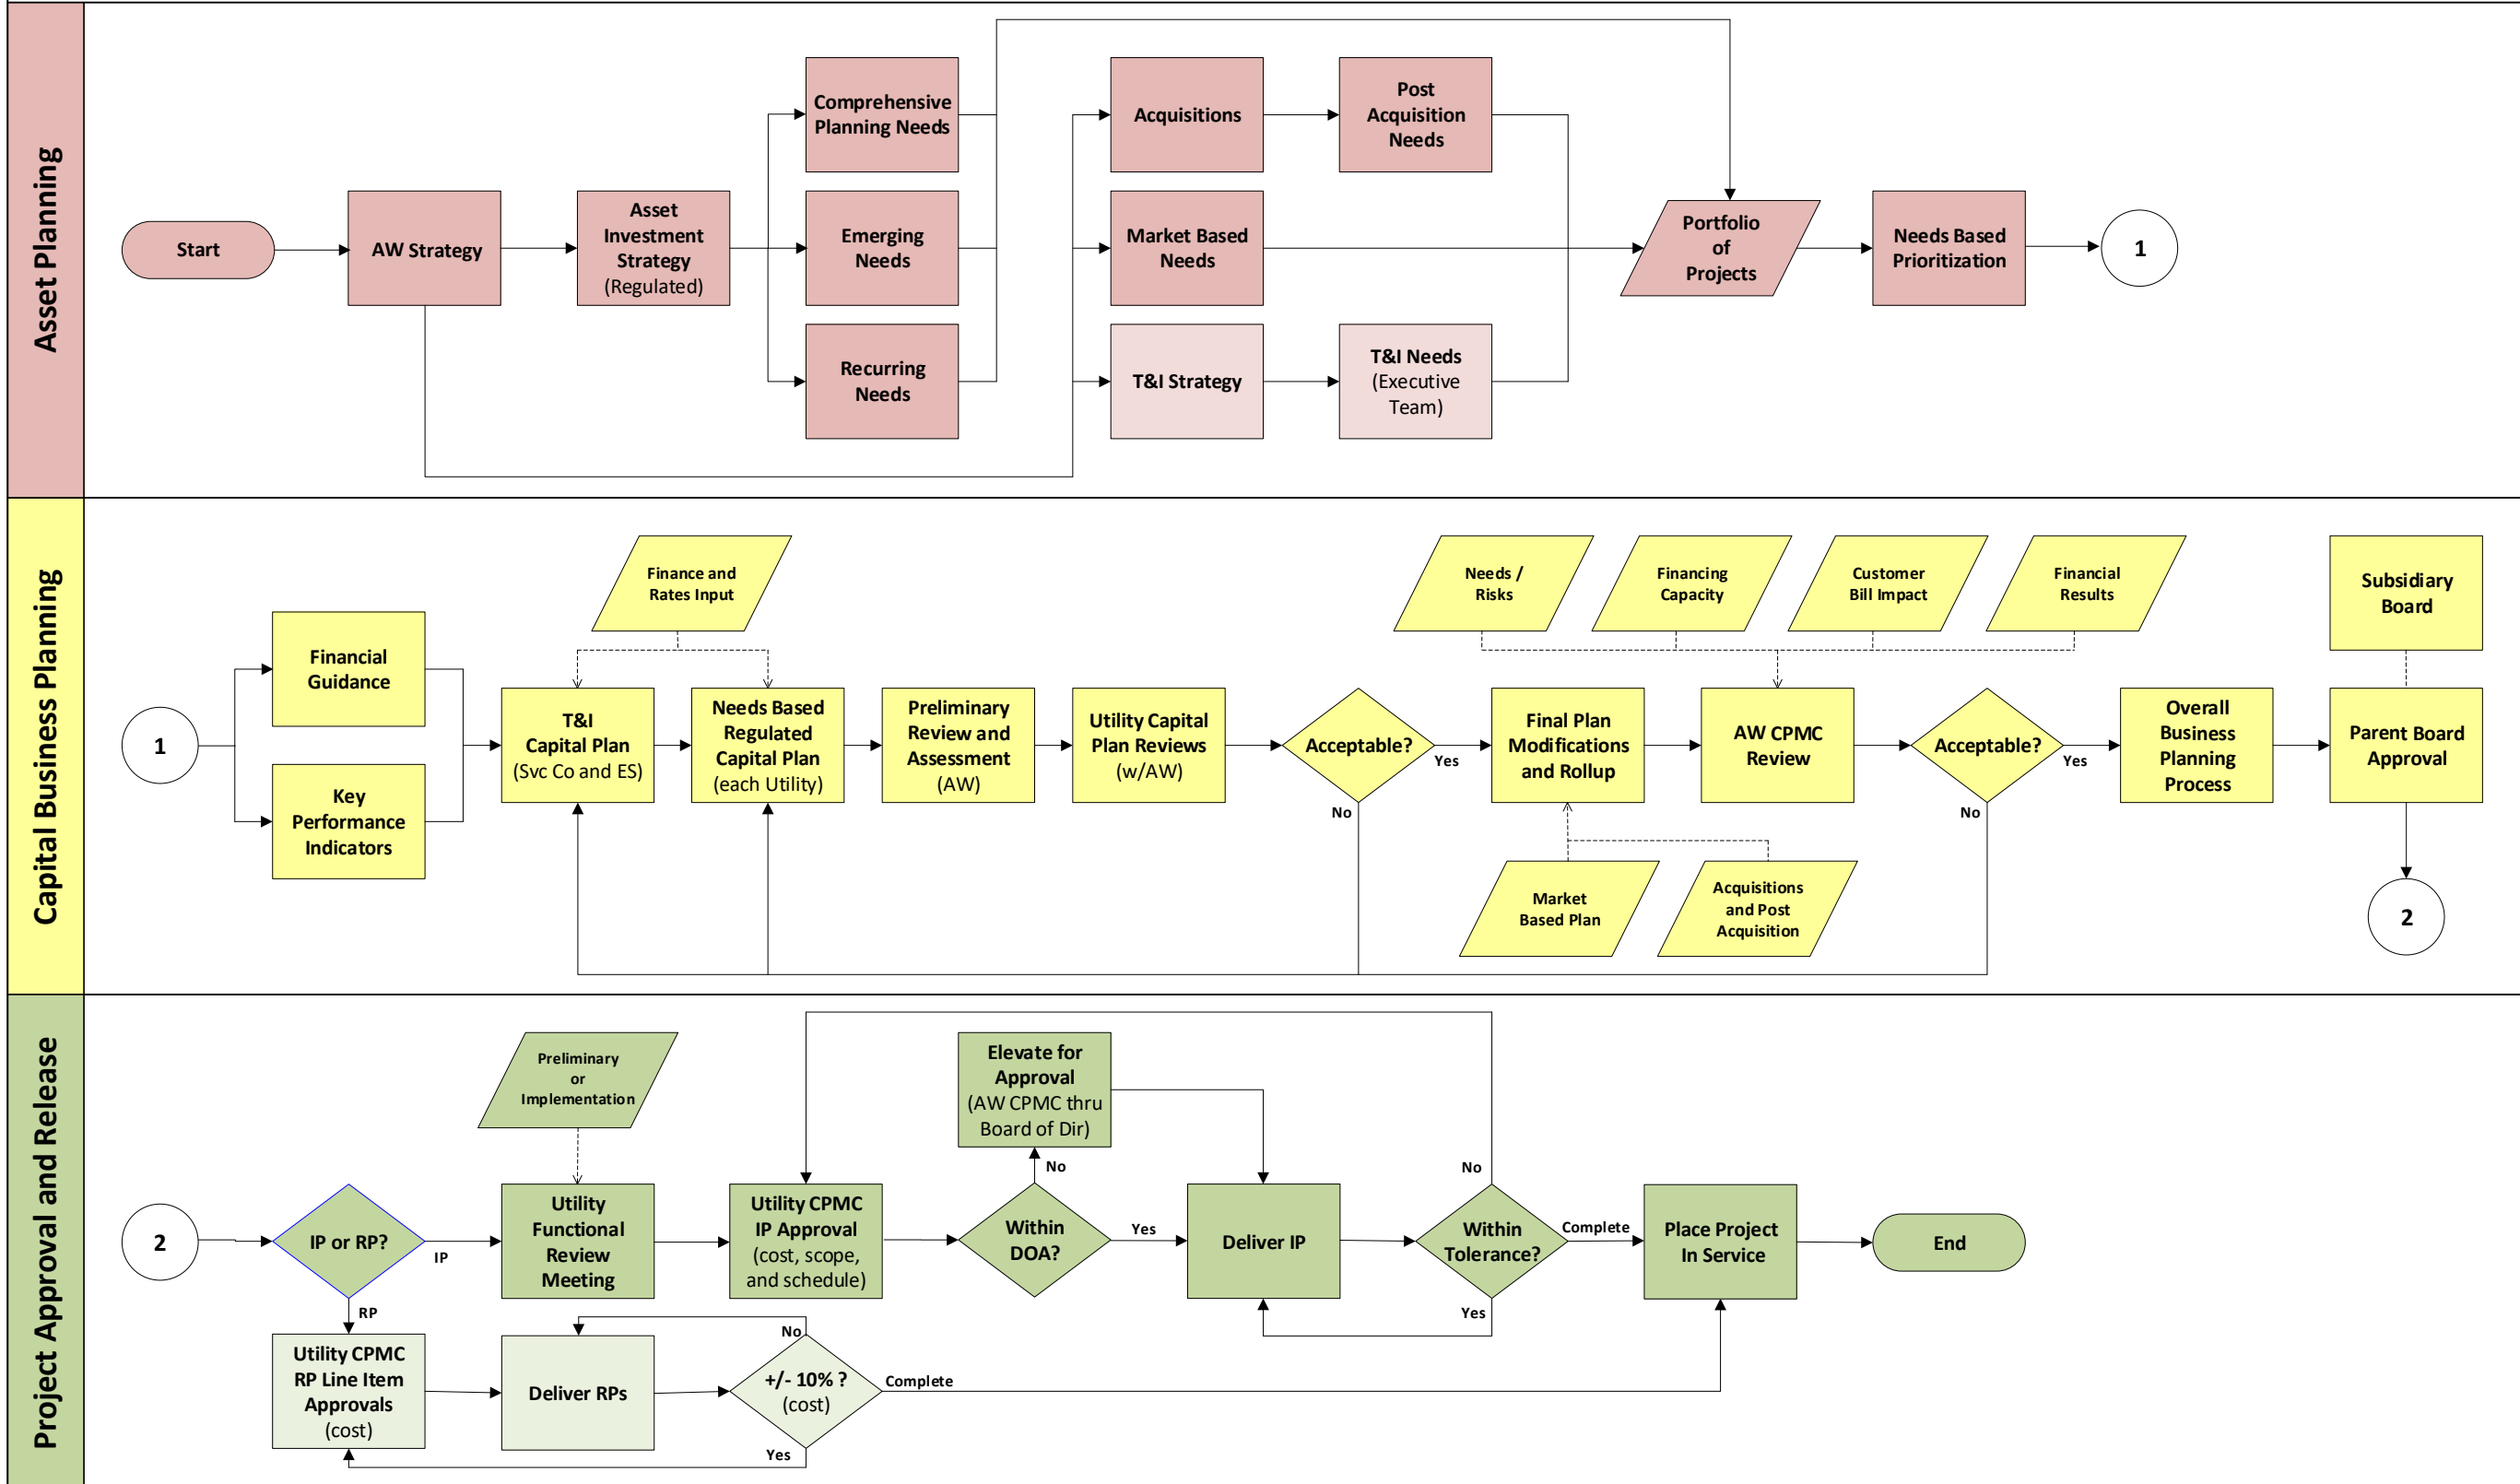 Asset Planning
Start
AW Strategy
Asset
Investment
Strategy
(Regulated)
Comprehensive
Planning Needs
Emerging
Needs
Recurring
Needs
Acquisitions
Post
Acquisition
Needs
Market Based
Needs
T&I Strategy
T&I Needs
(Executive
Team)
Portfolio
of
Projects
Needs Based
Prioritization
1
Capital Business Planning
1
Financial
Guidance
Key
Performance
Indicators
Finance and
Rates Input
T&I
Capital Plan
(Svc Co and ES)
Needs Based
Regulated
Capital Plan
(each Utility)
Preliminary
Review and
Assessment
(AW)
Utility Capital
Plan Reviews
(w/AW)
Acceptable?
Yes
No
Final Plan
Modifications
and Rollup
Market
Based Plan
Acquisitions
and Post
Acquisition
Needs /
Risks
Financing
Capacity
Customer
Bill Impact
Financial
Results
AW CPMC
Review
Acceptable?
Yes
No
Overall
Business
Planning
Process
Subsidiary
Board
Parent Board
Approval
2
Project Approval and Release
2
IP or RP?
IP
RP
Preliminary
or
Implementation
Utility
Functional
Review
Meeting
Utility CPMC
IP Approval
(cost, scope,
and schedule)
Within
DOA?
No
Yes
Elevate for
Approval
(AW CPMC thru
Board of Dir)
Deliver IP
Within
Tolerance?
No
Yes
Complete
Place Project
In Service
End
Utility CPMC
RP Line Item
Approvals
(cost)
Deliver RPs
+/- 10% ?
(cost)
No
Yes
Complete